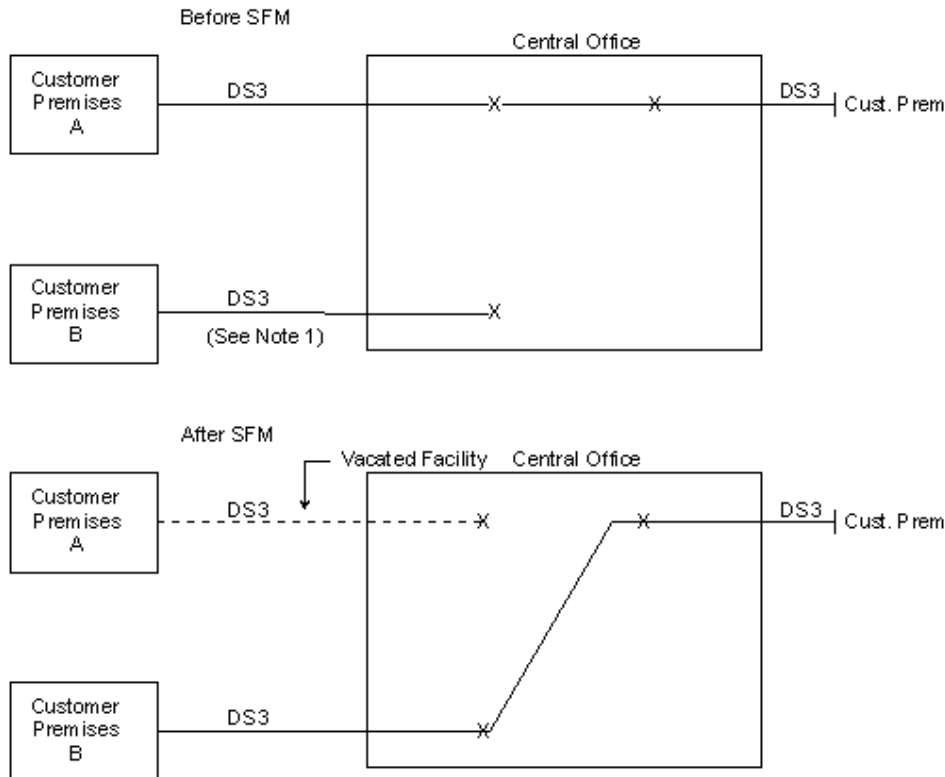 Before SFM
Central Office
Customer
Premises
A
DS3
X
X
DS3
Cust. Prem
Customer
Premises
B
DS3
(See Note 1)
X
After SFM
Vacated Facility
Central Office
Customer
Premises
A
DS3
X
X
DS3
Cust. Prem
Customer
Premises
B
DS3
X